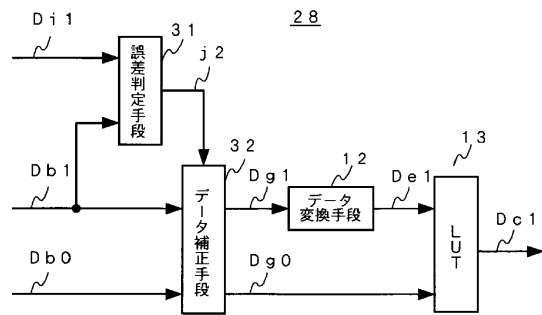 28
Di1
31
誤差判定手段
j2
32
Db1
Dg1
12
データ
変換手段
De1
13
データ補正手段
LUT
Dc1
Db0
Dg0